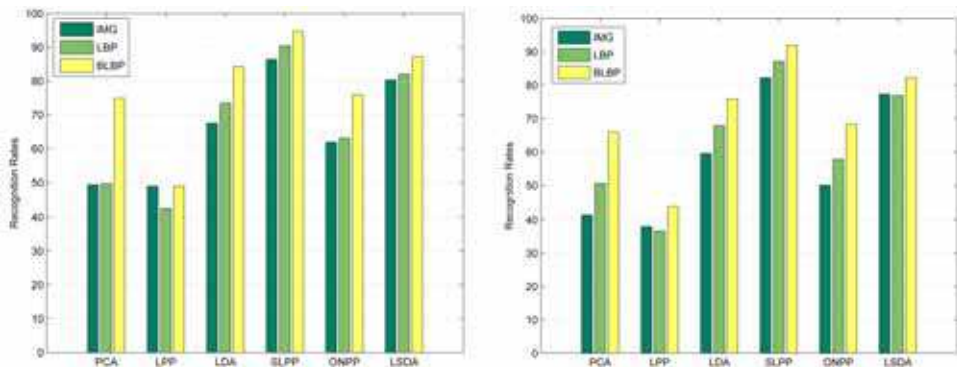 100
90
80
70
60
50
40
30
20
10
0
Recognition Rates
IMG
LBP
BLBP
PCA LPP LDA SLPP ONPP LSDA
100
90
80
70
60
50
40
30
20
10
0
Recognition Rates
IMG
LBP
BLBP
PCA LPP LDA SLPP ONPP LSDA